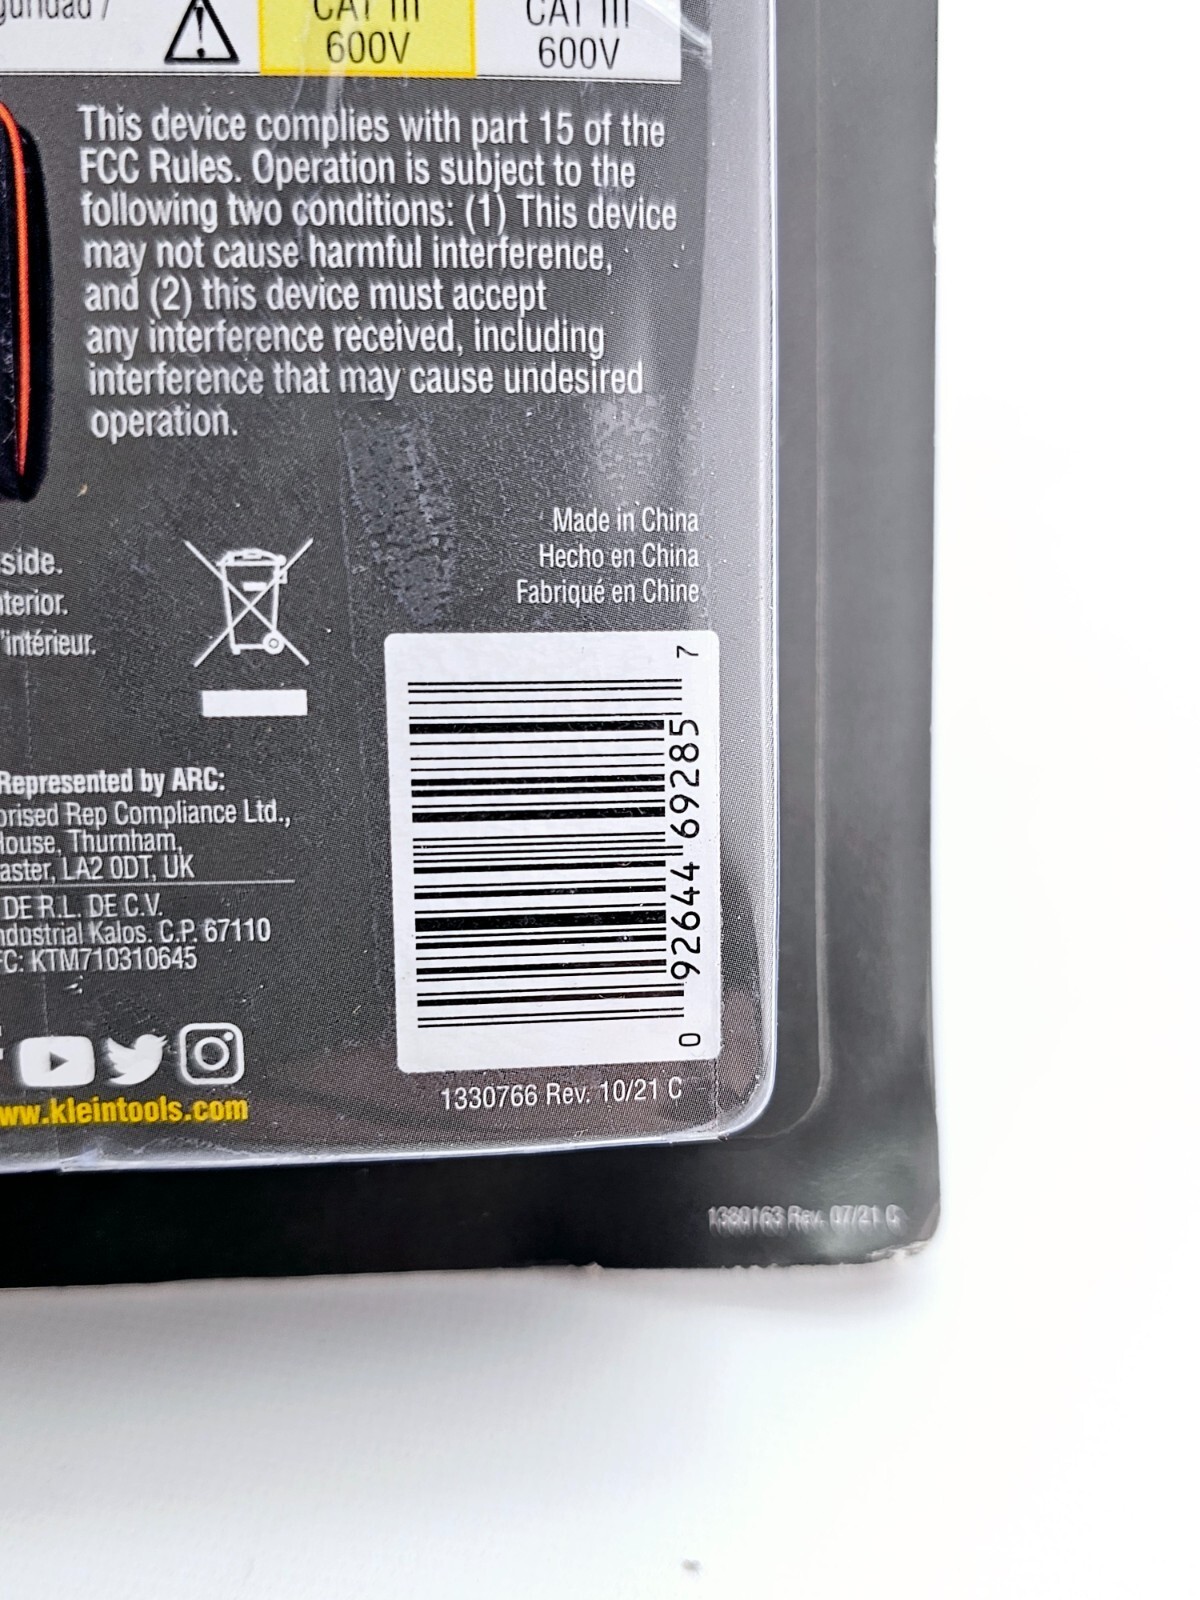 guridad /
CAT III
600V
CAT III
600V
This device complies with part 15 of the
FCC Rules. Operation is subject to the
following two conditions: (1) This device
may not cause harmful interference,
and (2) this device must accept
any interference received, including
interference that may cause undesired
operation.
Made in China
Hecho en China
Fabriqué en Chine
side.
terior.
'intérieur.
Represented by ARC:
orised Rep Compliance Ltd.,
House, Thurnham,
aster, LA2 0DT, UK
DE R.L. DE C.V.
ndustrial Kalos. C.P. 67110
FC: KTM710310645
ww.kleintools.com
0 92644 69285 7
1330766 Rev. 10/21 C
1380163 Rev. 07/21 C